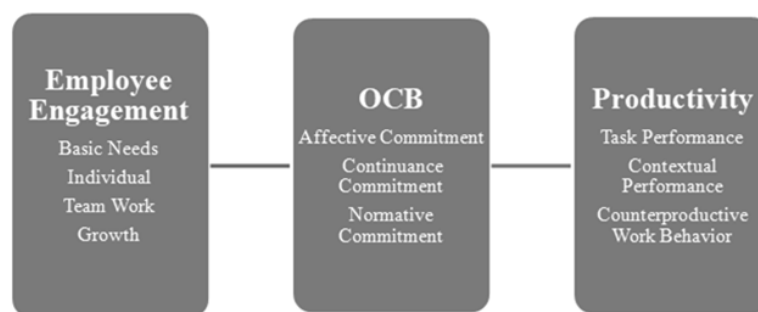 Employee
Engagement
Basic Needs
Individual
Team Work
Growth
OCB
Affective Commitment
Continuance
Commitment
Normative
Commitment
Productivity
Task Performance
Contextual
Performance
Counterproductive
Work Behavior